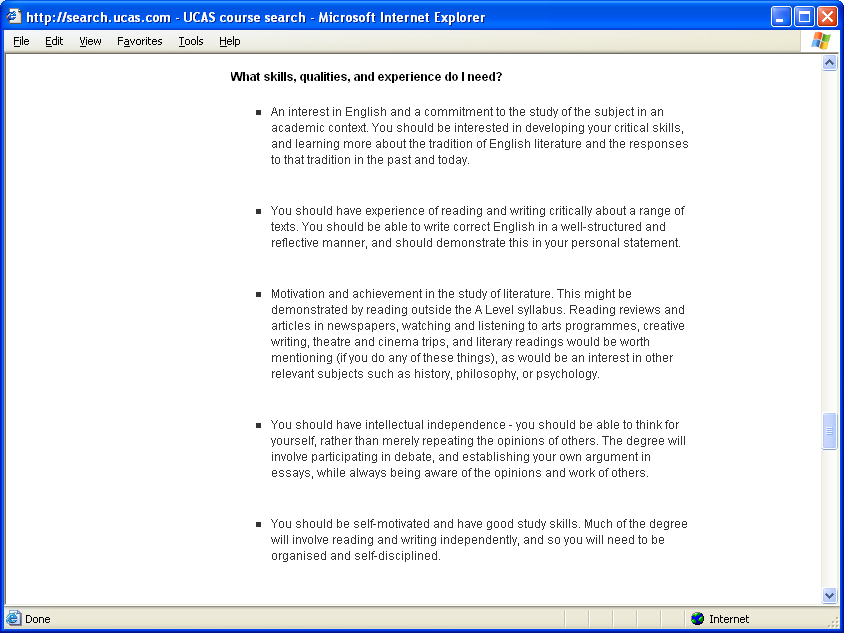 http://search.ucas.com - UCAS course search - Microsoft Internet Explorer
File Edit View Favorites Tools Help
What skills, qualities, and experience do I need?
An interest in English and a commitment to the study of the subject in an
academic context. You should be interested in developing your critical skills,
and learning more about the tradition of English literature and the responses
to that tradition in the past and today.
You should have experience of reading and writing critically about a range of
texts. You should be able to write correct English in a well-structured and
reflective manner, and should demonstrate this in your personal statement.
Motivation and achievement in the study of literature. This might be
demonstrated by reading outside the A Level syllabus. Reading reviews and
articles in newspapers, watching and listening to arts programmes, creative
writing, theatre and cinema trips, and literary readings would be worth
mentioning (if you do any of these things), as would be an interest in other
relevant subjects such as history, philosophy, or psychology.
You should have intellectual independence - you should be able to think for
yourself, rather than merely repeating the opinions of others. The degree will
involve participating in debate, and establishing your own argument in
essays, while always being aware of the opinions and work of others.
You should be self-motivated and have good study skills. Much of the degree
will involve reading and writing independently, and so you will need to be
organised and self-disciplined.
Done Internet